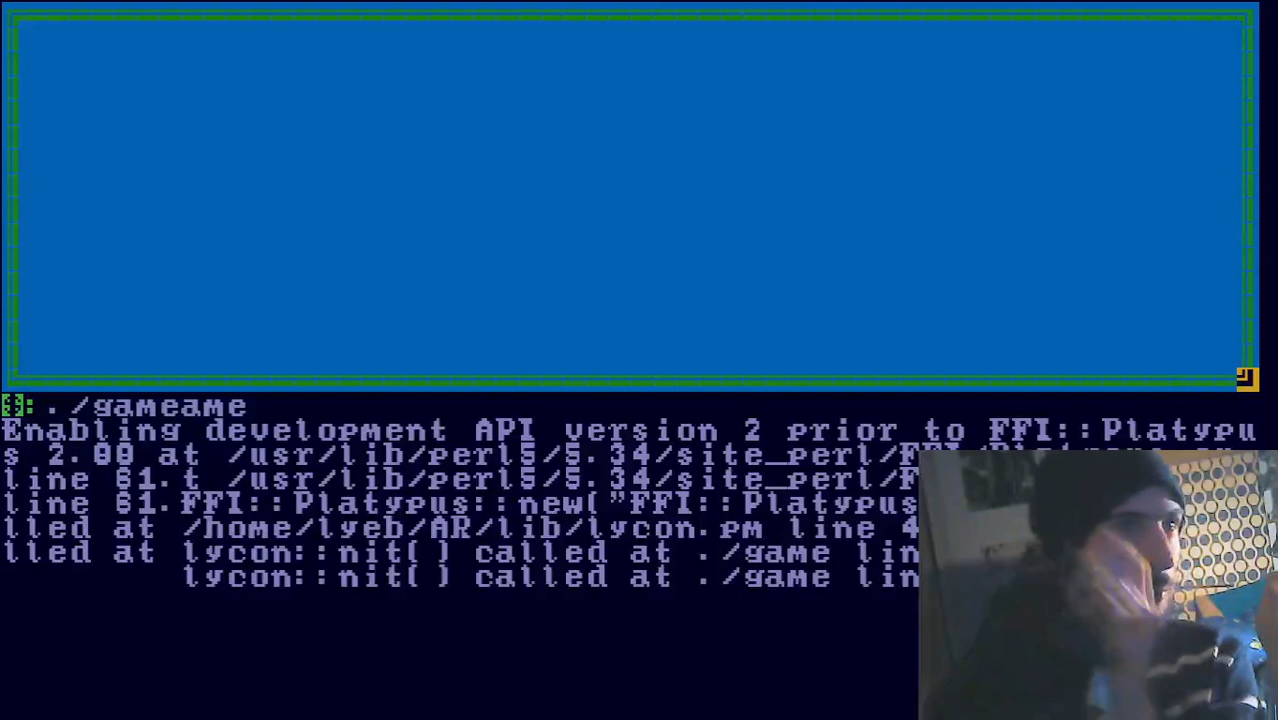 : ./gameame
Enabling development API version 2 prior to FFI::Platypu
s 2.00 at /usr/lib/perl5/5.34/site_perl/FFI/
line 61.t /usr/lib/perl5/5.34/site_perl/F
line 61.FFI::Platypus::new("FFI::Platypus
lled at /home/lyeb/AR/lib/lycon.pm line 4
lled at lycon::nit() called at ./game lin
lycon::nit() called at ./game lin